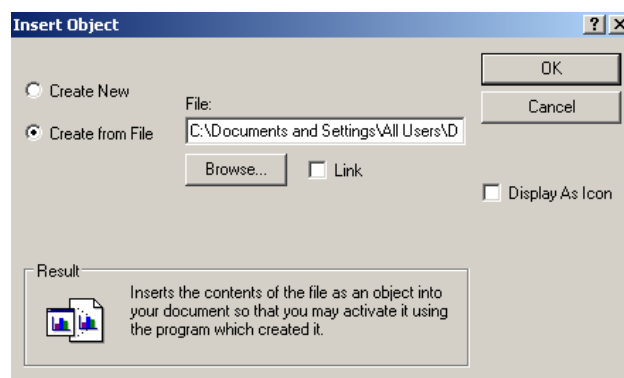 Insert Object
OK
Create New
File:
Cancel
Create from File
C:\Documents and Settings\All Users\D
Browse...
Link
Display As Icon
Result
Inserts the contents of the file as an object into
your document so that you may activate it using
the program which created it.